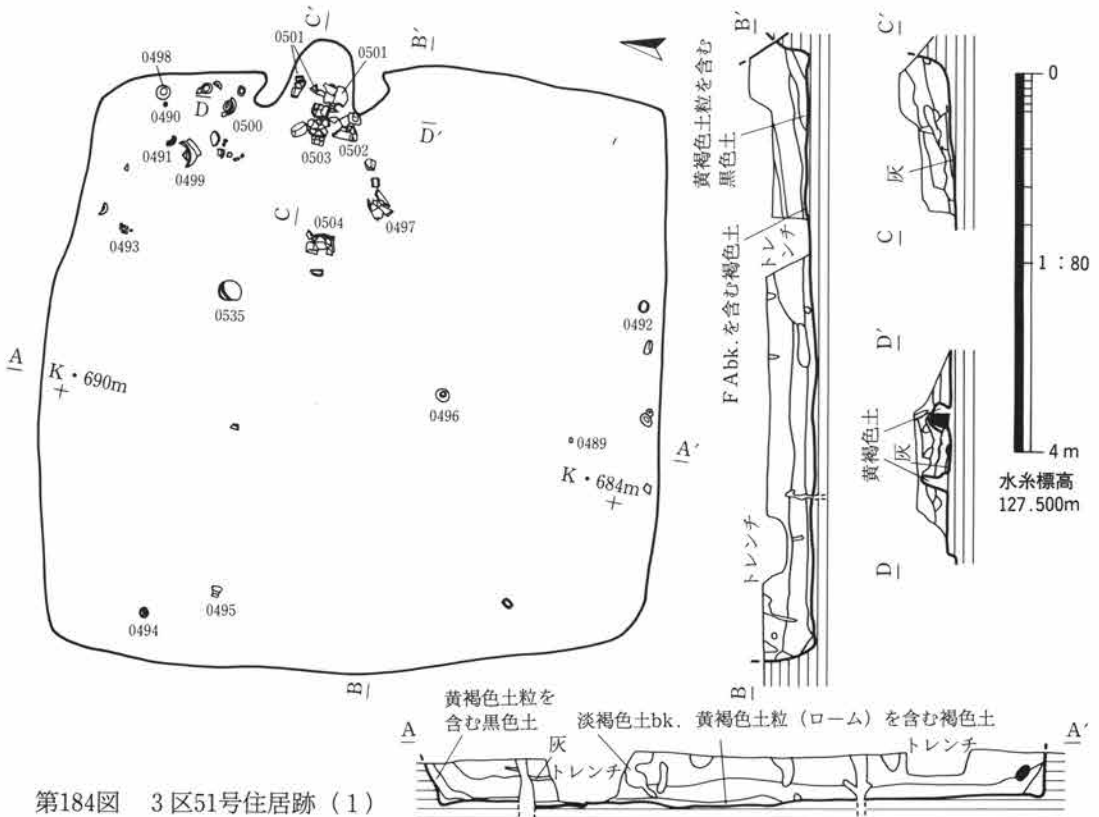 C′
0501
0501
B′
0498
D
0490
0500
0491
0499
0503
0502
D′
0493
C
0504
0497
0535
0492
A
K・690m
0496
0489
A′
K・684m
0494
0495
B
B′
黄褐色土粒を含む
黒色土
トレンチ
FAbk.を含む褐色土
トレンチ
B
C′
灰
C
D′
黄褐色土
灰
D
0
1：80
4m
水糸標高
127.500m
A
黄褐色土粒を
含む黒色土
灰
トレンチ
淡褐色土bk. 黄褐色土粒（ローム）を含む褐色土
トレンチ
A′
第184図　3区51号住居跡（1）